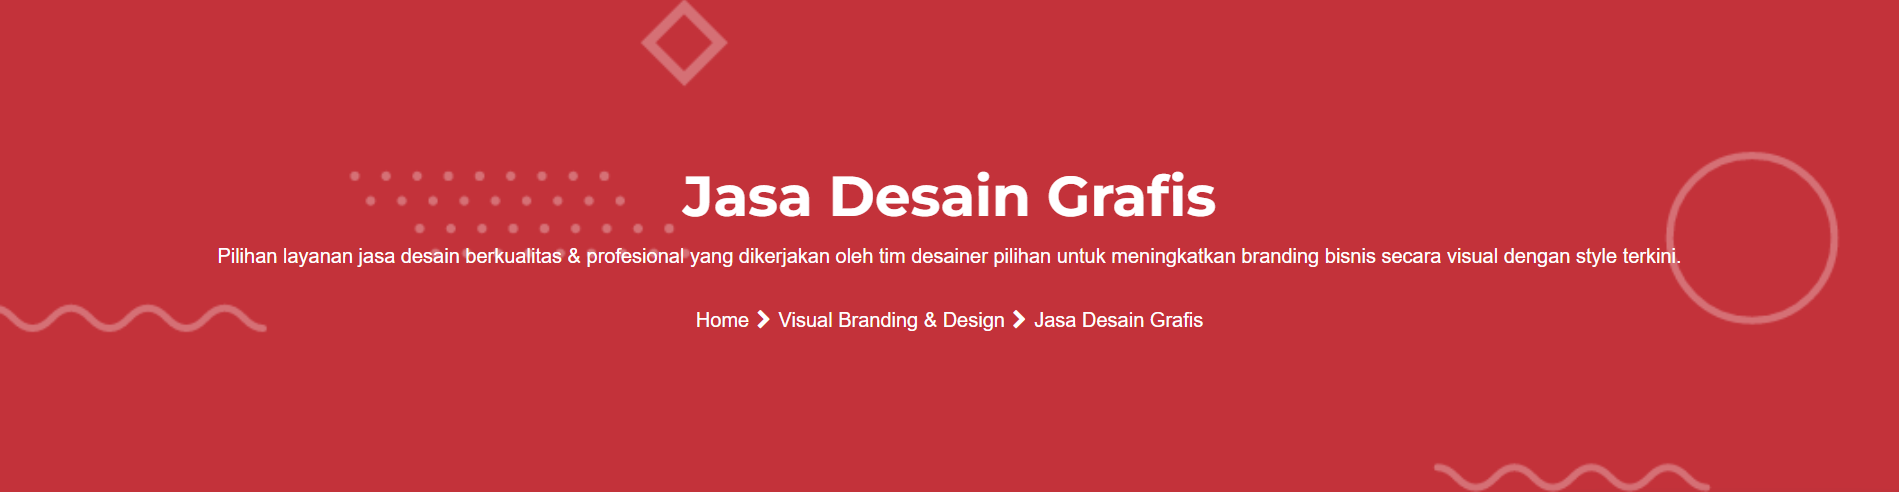 Jasa Desain Grafis
Pilihan layanan jasa desain berkualitas & profesional yang dikerjakan oleh tim desainer pilihan untuk meningkatkan branding bisnis secara visual dengan style terkini.
Home > Visual Branding & Design > Jasa Desain Grafis